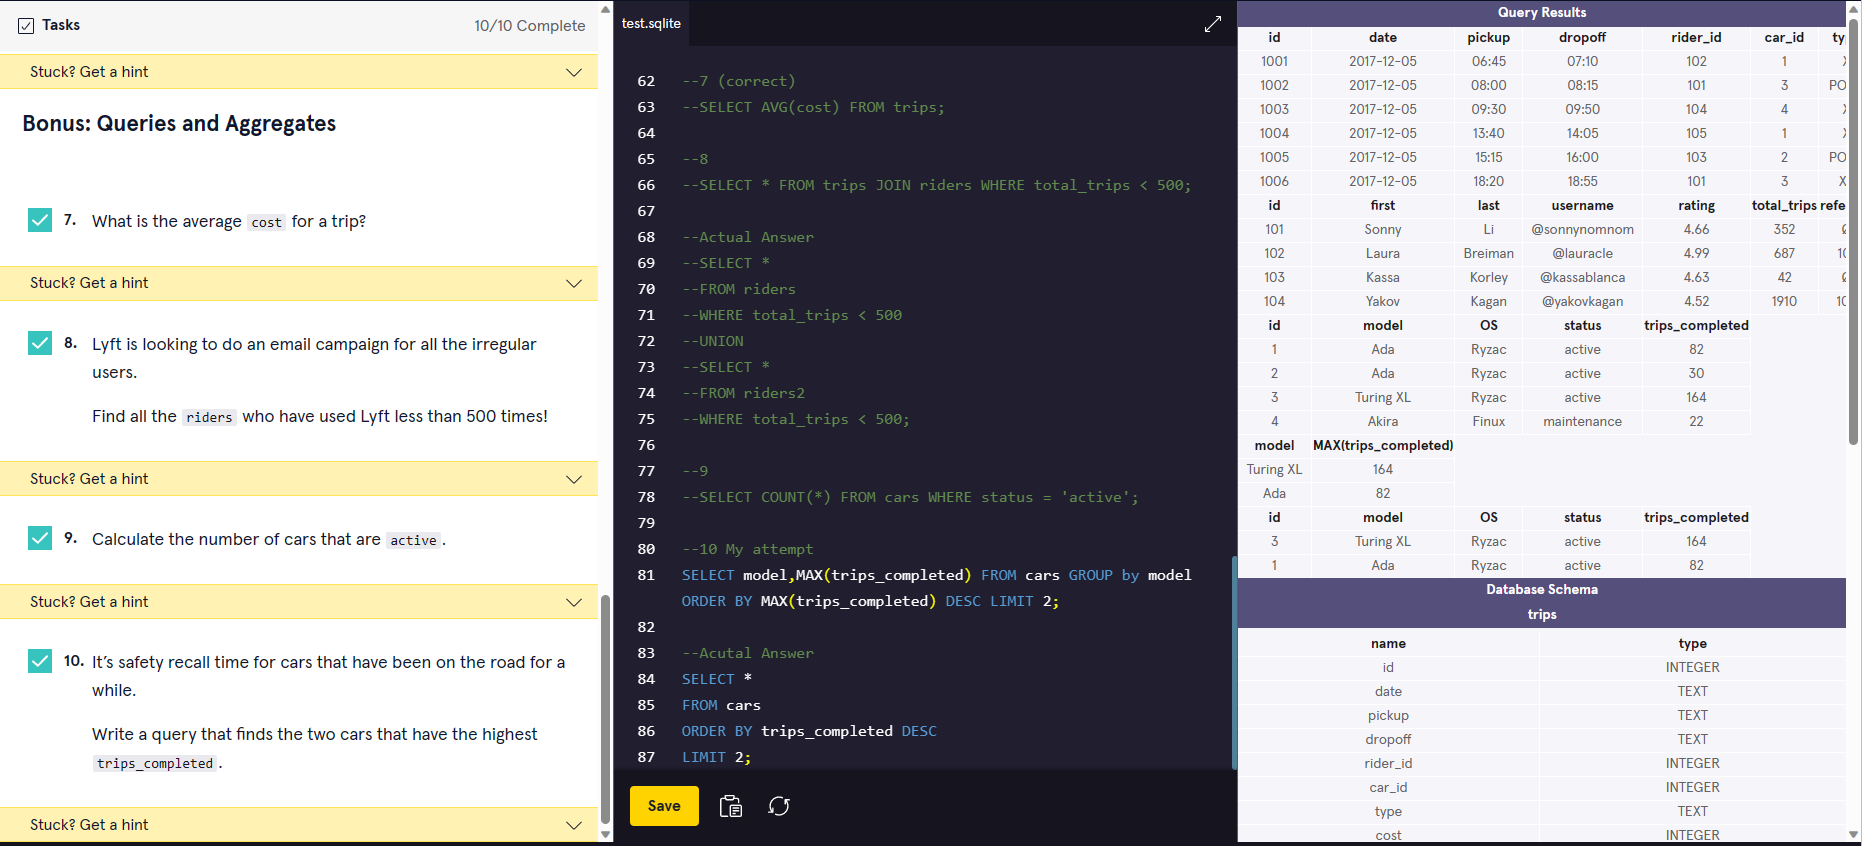 Tasks
10/10 Complete
Stuck? Get a hint
Bonus: Queries and Aggregates
7. What is the average cost for a trip?
Stuck? Get a hint
8. Lyft is looking to do an email campaign for all the irregular
users.
Find all the riders who have used Lyft less than 500 times!
Stuck? Get a hint
9. Calculate the number of cars that are active.
Stuck? Get a hint
10. It's safety recall time for cars that have been on the road for a
while.
Write a query that finds the two cars that have the highest
trips_completed.
Stuck? Get a hint
test.sqlite
62 --7 (correct)
63 --SELECT AVG(cost) FROM trips;
64
65 --8
66 --SELECT * FROM trips JOIN riders WHERE total_trips < 500;
67
68 --Actual Answer
69 --SELECT *
70 --FROM riders
71 --WHERE total_trips < 500
72 --UNION
73 --SELECT *
74 --FROM riders2
75 --WHERE total_trips < 500;
76
77 --9
78 --SELECT COUNT(*) FROM cars WHERE status = 'active';
79
80 --10 My attempt
81 SELECT model,MAX(trips_completed) FROM cars GROUP by model
ORDER BY MAX(trips_completed) DESC LIMIT 2;
82
83 --Acutal Answer
84 SELECT *
85 FROM cars
86 ORDER BY trips_completed DESC
87 LIMIT 2;
Save
Query Results
id date pickup dropoff rider_id car_id ty
1001 2017-12-05 06:45 07:10 102 1
1002 2017-12-05 08:00 08:15 101 3 PO
1003 2017-12-05 09:30 09:50 104 4
1004 2017-12-05 13:40 14:05 105 1
1005 2017-12-05 15:15 16:00 103 2 PO
1006 2017-12-05 18:20 18:55 101 3 X
id first last username rating total_trips refe
101 Sonny Li @sonnynomnom 4.66 352
102 Laura Breiman @lauracle 4.99 687 10
103 Kassa Korley @kassablanca 4.63 42
104 Yakov Kagan @yakovkagan 4.52 1910 10
id model OS status trips_completed
1 Ada Ryzac active 82
2 Ada Ryzac active 30
3 Turing XL Ryzac active 164
4 Akira Finux maintenance 22
model MAX(trips_completed)
Turing XL 164
Ada 82
id model OS status trips_completed
3 Turing XL Ryzac active 164
1 Ada Ryzac active 82
Database Schema
trips
name type
id INTEGER
date TEXT
pickup TEXT
dropoff TEXT
rider_id INTEGER
car_id INTEGER
type TEXT
cost INTEGER